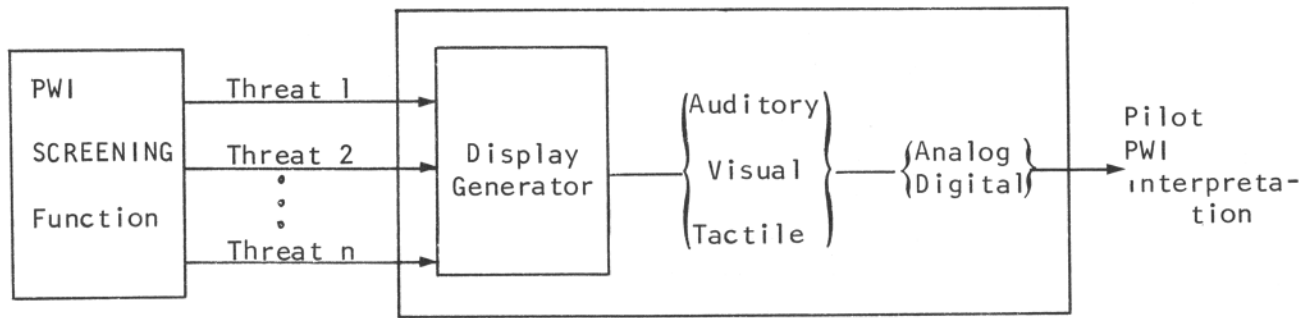 PWI
SCREENING
Function
Threat 1
Threat 2
Threat n
Display
Generator
Auditory
Visual
Tactile
Analog
Digital
Pilot
PWI
Interpreta-
tion